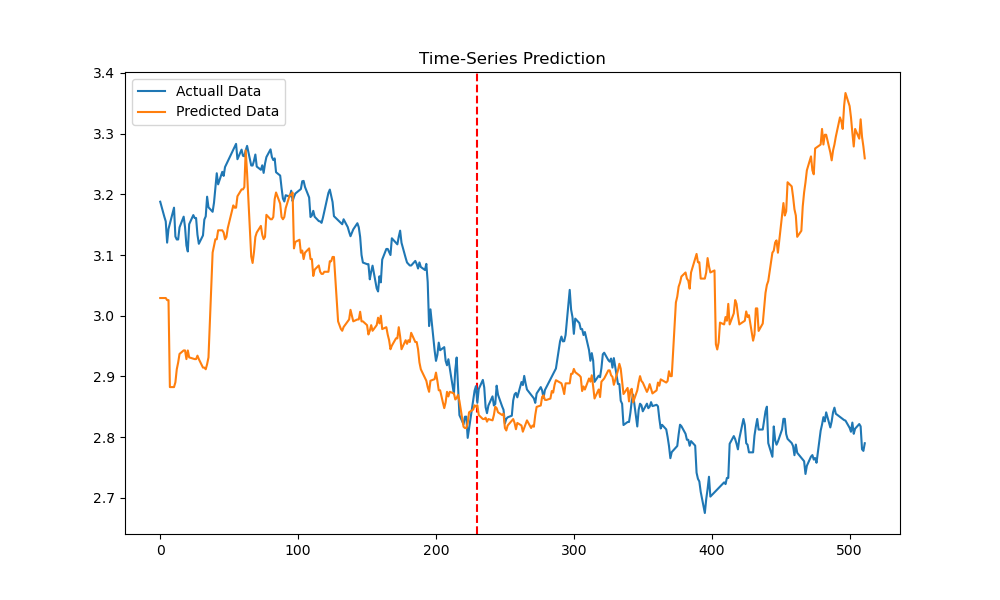 Time-Series Prediction
Actuall Data
Predicted Data
3.4
3.3
3.2
3.1
3.0
2.9
2.8
2.7
0 100 200 300 400 500